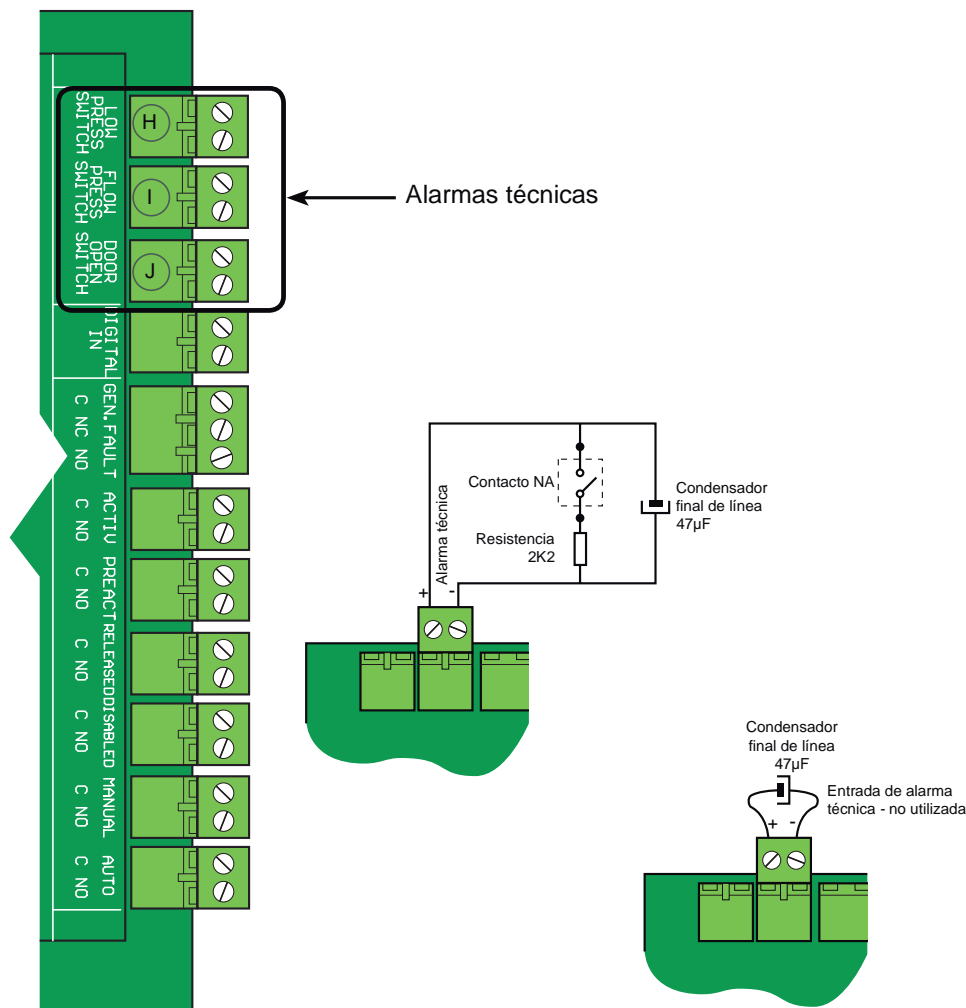 LOW
PRESS
SWITCH
H
FLOW
PRESS
SWITCH
I
DOOR
OPEN
SWITCH
J
Alarmas técnicas
DIGITAL
IN
GEN.FAULT
C NC NO
ACTIV
C NO
PREACT
C NO
RELEASED
C NO
DISABLED
C NO
MANUAL
C NO
AUTO
C NO
Contacto NA
Resistencia
2K2
Condensador
final de línea
47µF
Alarma técnica
+ -
Condensador
final de línea
47µF
Entrada de alarma
técnica - no utilizada
+ -